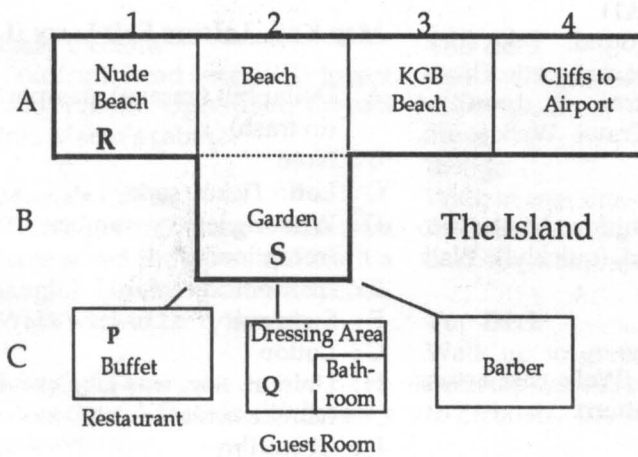 1 2 3 4
A
Nude Beach
R
Beach
KGB Beach
Cliffs to Airport
B
Garden
S
The Island
C
P
Buffet
Restaurant
Dressing Area
Q
Bath-
room
Guest Room
Barber